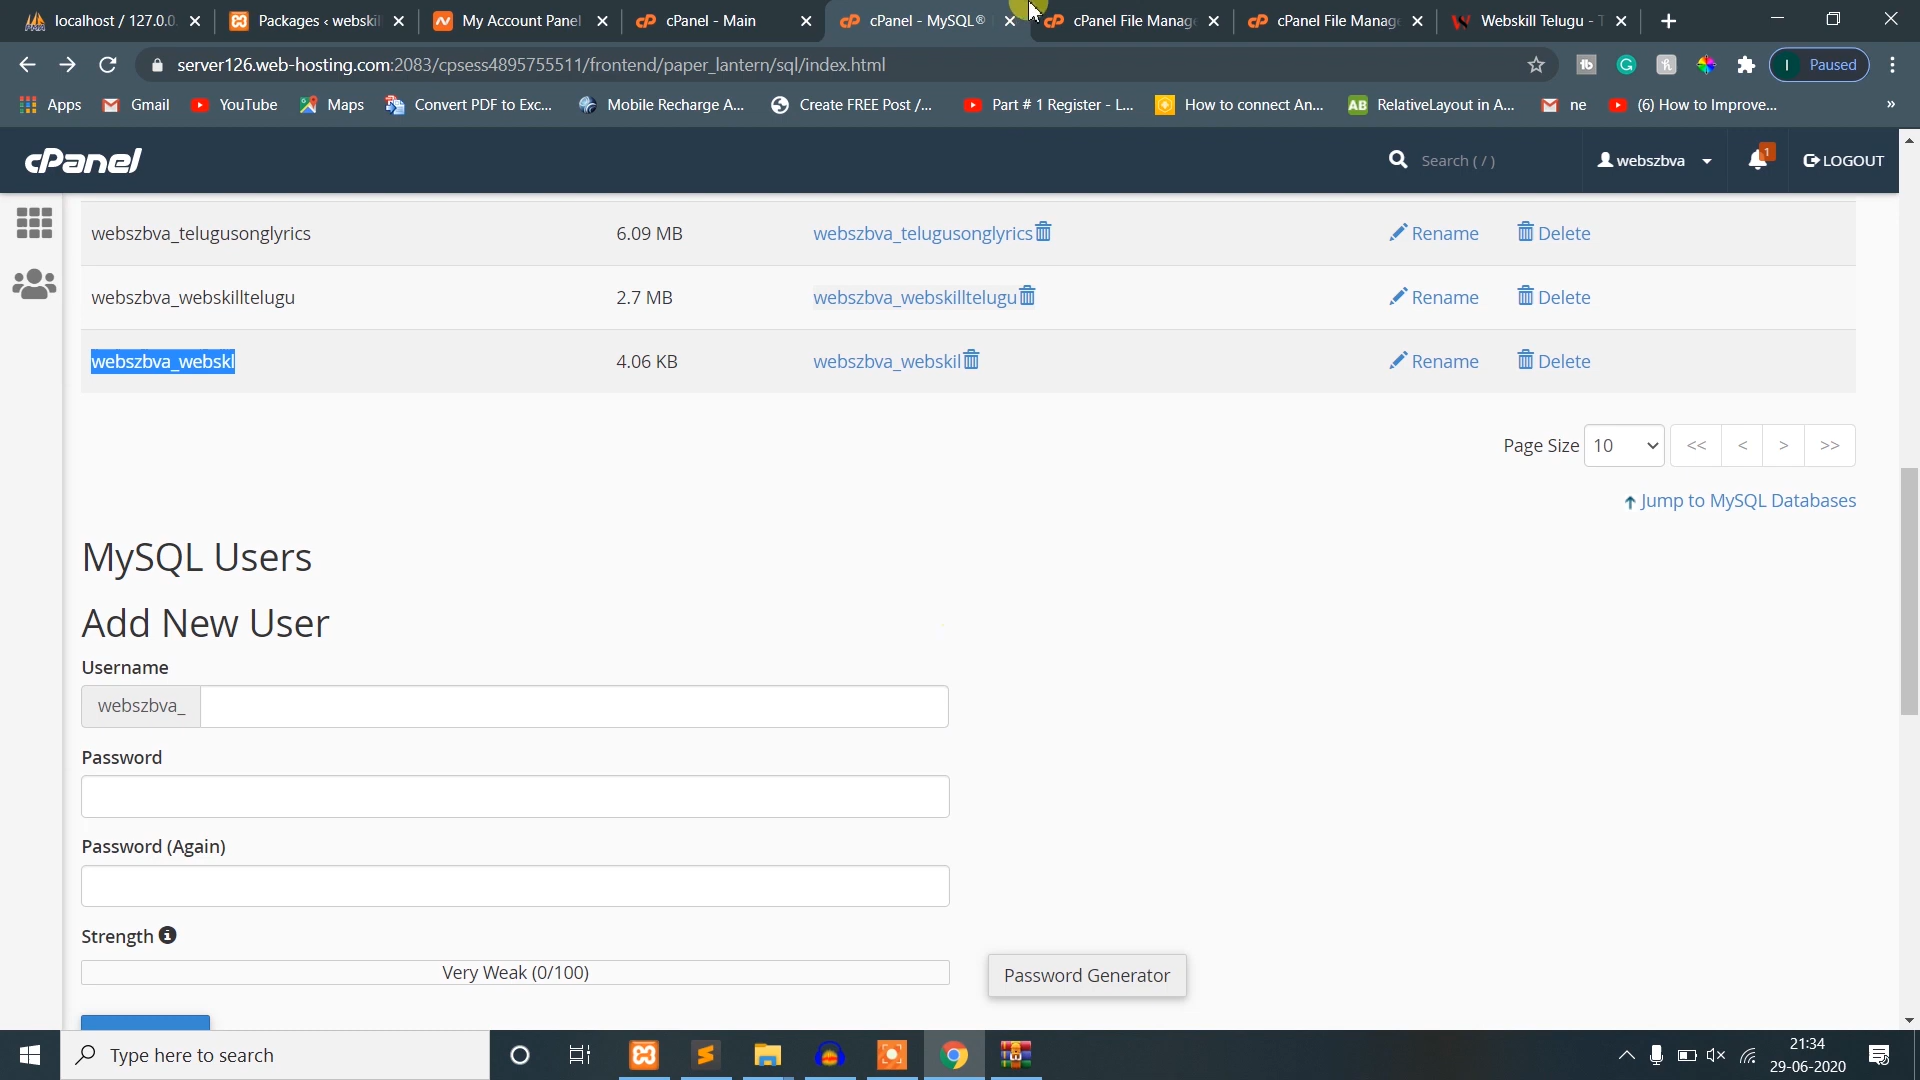 localhost / 127.0.0.
Packages ‹ webskil
My Account Panel
cPanel - Main
cPanel - MySQL®
cPanel File Manag
cPanel File Manage
Webskill Telugu - T
server126.web-hosting.com:2083/cpsess4895755511/frontend/paper_lantern/sql/index.html
Paused
Apps
Gmail
YouTube
Maps
Convert PDF to Exc...
Mobile Recharge A...
Create FREE Post /...
Part # 1 Register - L...
How to connect An...
RelativeLayout in A...
ne
(6) How to Improve...
»
cPanel
Search ( / )
webszbva
1
LOGOUT
webszbva_telugusonglyrics 6.09 MB webszbva_telugusonglyrics Rename Delete
webszbva_webskilltelugu 2.7 MB webszbva_webskilltelugu Rename Delete
webszbva_webskl 4.06 KB webszbva_webskil Rename Delete
Page Size 10 << < > >>
Jump to MySQL Databases
MySQL Users
Add New User
Username
webszbva_
Password
Password (Again)
Strength
Very Weak (0/100)
Password Generator
Type here to search
21:34
29-06-2020